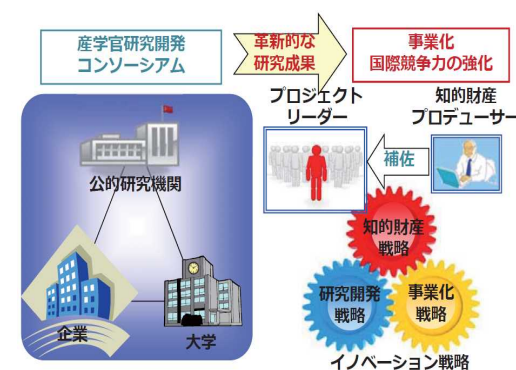 産学官研究開発
コンソーシアム
革新的な
研究成果
事業化
国際競争力の強化
プロジェクト
リーダー
知的財産
プロデューサー
補佐
公的研究機関
企業
大学
知的財産
戦略
研究開発
戦略
事業化
戦略
イノベーション戦略